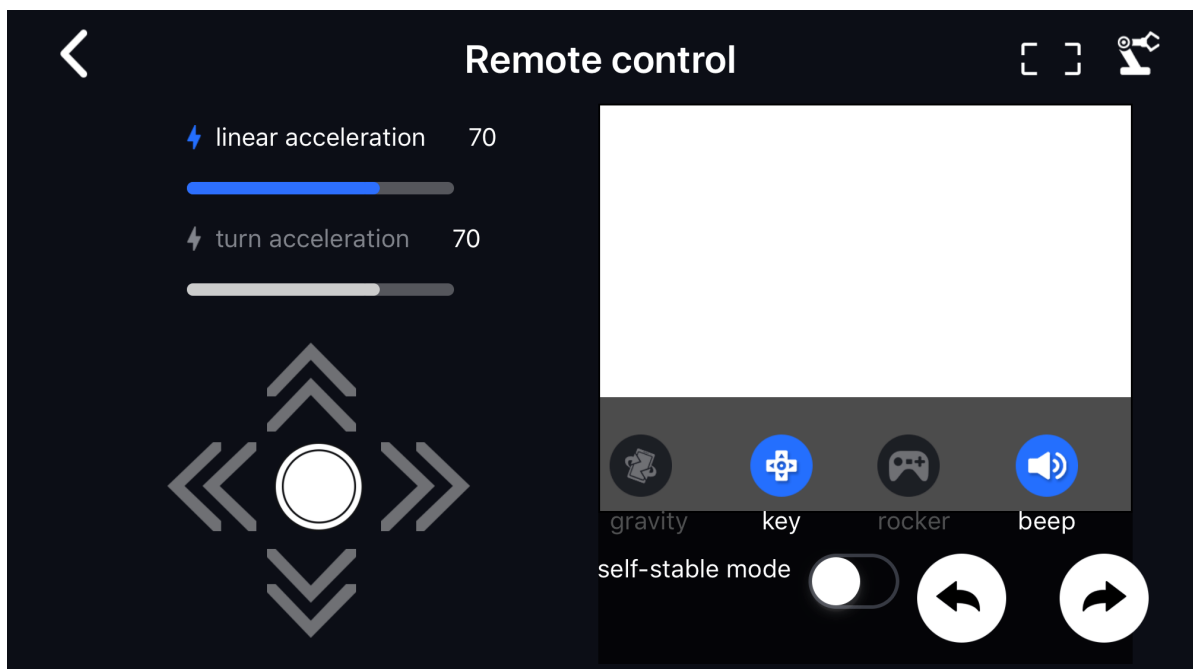 Remote control
linear acceleration 70
turn acceleration 70
gravity key rocker beep
self-stable mode